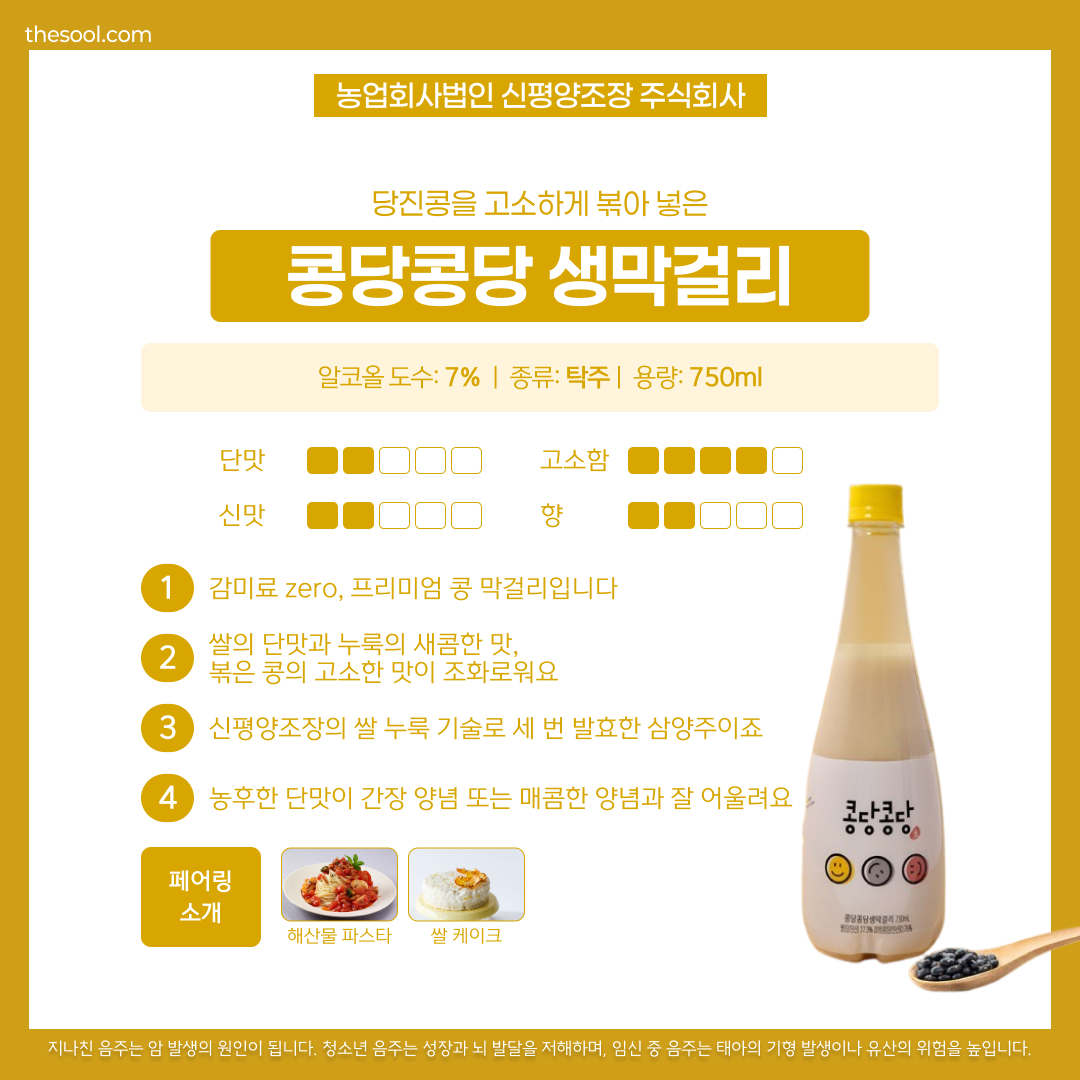 thesool.com
농업회사법인 신평양조장 주식회사
당진콩을 고소하게 볶아 넣은
콩당콩당 생막걸리
알코올 도수: 7% | 종류: 탁주 | 용량: 750ml
단맛
고소함
신맛
향
1 감미료 zero, 프리미엄 콩 막걸리입니다
2 쌀의 단맛과 누룩의 새콤한 맛,
볶은 콩의 고소한 맛이 조화로워요
3 신평양조장의 쌀 누룩 기술로 세 번 발효한 삼양주이죠
4 농후한 단맛이 간장 양념 또는 매콤한 양념과 잘 어울려요
콩당콩당
콩당콩당생막걸리 750mL
페어링
소개
해산물 파스타
쌀 케이크
지나친 음주는 암 발생의 원인이 됩니다. 청소년 음주는 성장과 뇌 발달을 저해하며, 임신 중 음주는 태아의 기형 발생이나 유산의 위험을 높입니다.